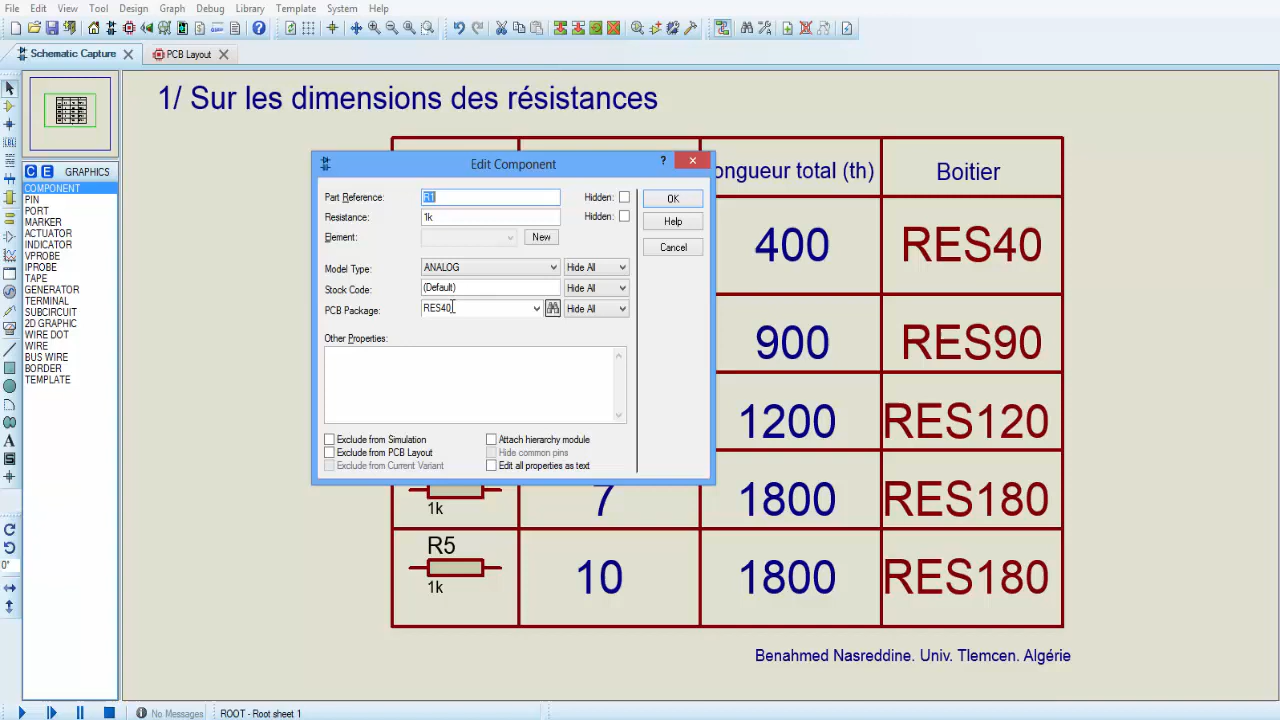 File Edit View Tool Design Graph Debug Library Template System Help
Schematic Capture PCB Layout
1/ Sur les dimensions des résistances
C E GRAPHICS
COMPONENT
PIN
PORT
MARKER
ACTUATOR
INDICATOR
VPROBE
IPROBE
TAPE
GENERATOR
TERMINAL
SUBCIRCUIT
2D GRAPHIC
WIRE DOT
WIRE
BUS WIRE
BORDER
TEMPLATE
Edit Component
Part Reference: R1 Hidden: OK
Resistance: 1k Hidden: Help
Element: New Cancel
Model Type: ANALOG Hide All
Stock Code: (Default) Hide All
PCB Package: RES40 Hide All
Other Properties:
Exclude from Simulation Attach hierarchy module
Exclude from PCB Layout Hide common pins
Exclude from Current Variant Edit all properties as text
ongueur total (th) Boitier
400 RES40
900 RES90
1200 RES120
1k 7 1800 RES180
R5
1k 10 1800 RES180
Benahmed Nasreddine. Univ. Tlemcen. Algérie
0°
No Messages ROOT - Root sheet 1